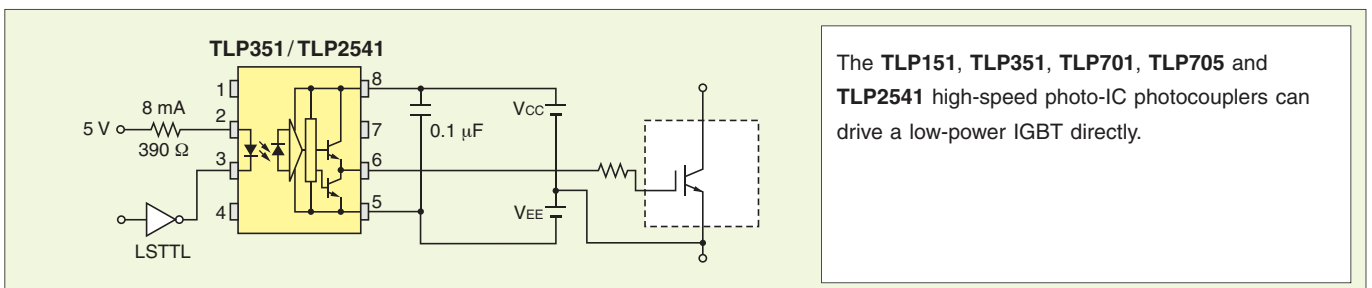 TLP351 / TLP2541
1
2
3
4
8
7
6
5
5 V
8 mA
390 Ω
LSTTL
0.1 μF
VCC
VEE
The TLP151, TLP351, TLP701, TLP705 and
TLP2541 high-speed photo-IC photocouplers can
drive a low-power IGBT directly.